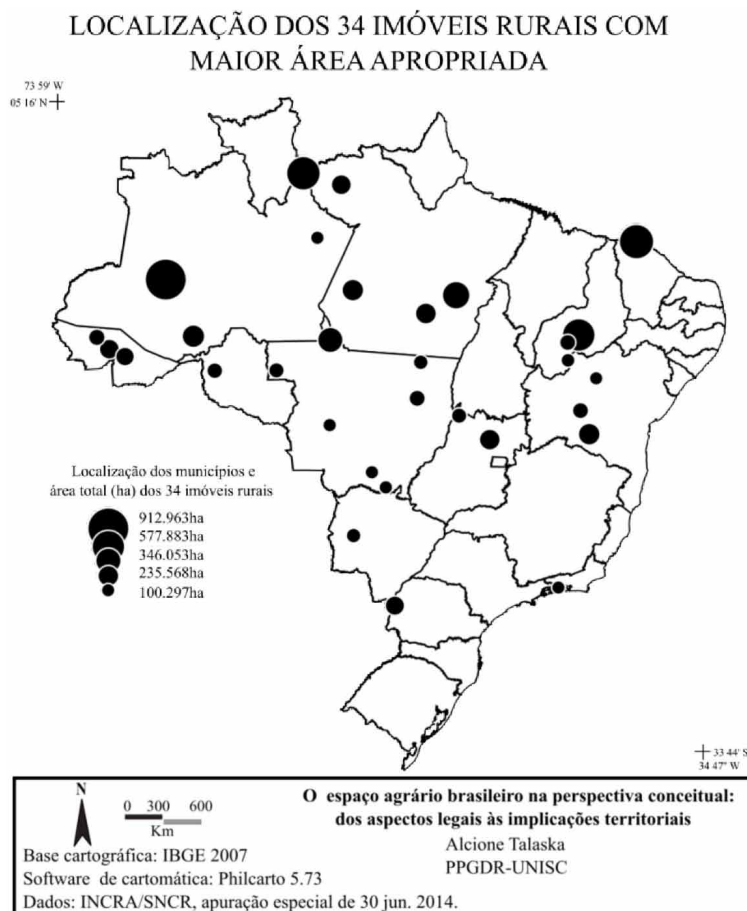 LOCALIZAÇÃO DOS 34 IMÓVEIS RURAIS COM
MAIOR ÁREA APROPRIADA
73 59' W
05 16' N
Localização dos municípios e
área total (ha) dos 34 imóveis rurais
912.963ha
577.883ha
346.053ha
235.568ha
100.297ha
33 44' S
34 47" W
N
0 300 600
Km
O espaço agrário brasileiro na perspectiva conceitual:
dos aspectos legais às implicações territoriais
Alcione Talaska
PPGDR-UNISC
Base cartográfica: IBGE 2007
Software de cartomática: Philcarto 5.73
Dados: INCRA/SNCR, apuração especial de 30 jun. 2014.